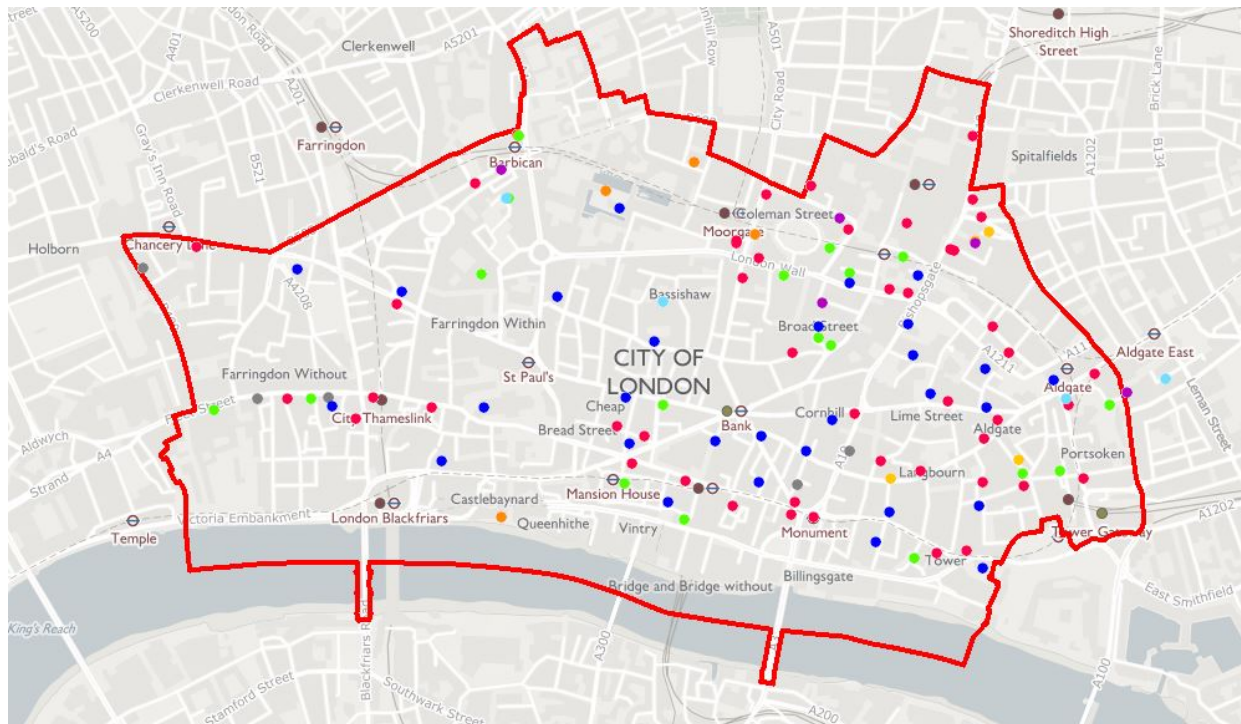 A5200
A401
Clerkenwell
A5201
A501
Shoreditch High
Street
Clerkenwell Road
A201
City Road
Brick Lane
Farringdon
Gray's Inn Road
B521
Barbican
Spitalfields
A1202
B134
Holborn
Chancery Lane
Moorgate
Coleman Street
London Wall
Bishopsgate
A4208
Bassishaw
Farringdon Within
Broad Street
CITY OF
LONDON
A1211
A11
Aldgate East
St Paul's
Aldgate
Farringdon Without
Leman Street
City Thameslink
Cheap
Cornhill
Lime Street
Bank
Aldwych
Bread Street
Aldgate
A4
Portsoken
Strand
Langbourn
Mansion House
Castlebaynard
Victoria Embankment
London Blackfriars
Queenhithe
Vintry
Monument
A1202
Temple
Tower Gateway
Tower
Billingsgate
Bridge and Bridge without
East Smithfield
King's Reach
Blackfriars Road
A300
A100
Stamford Street
Southwark Street
A200